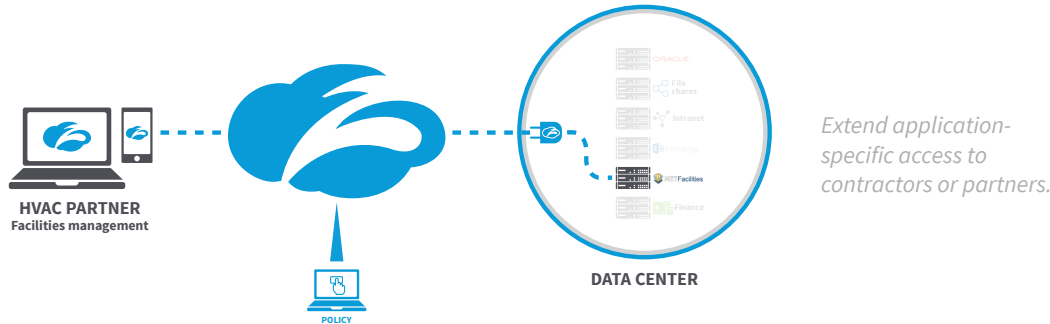 HVAC PARTNER
Facilities management
POLICY
ORACLE
File
shares
Intranet
Exchange
NETFacilities
Finance
DATA CENTER
Extend application-
specific access to
contractors or partners.